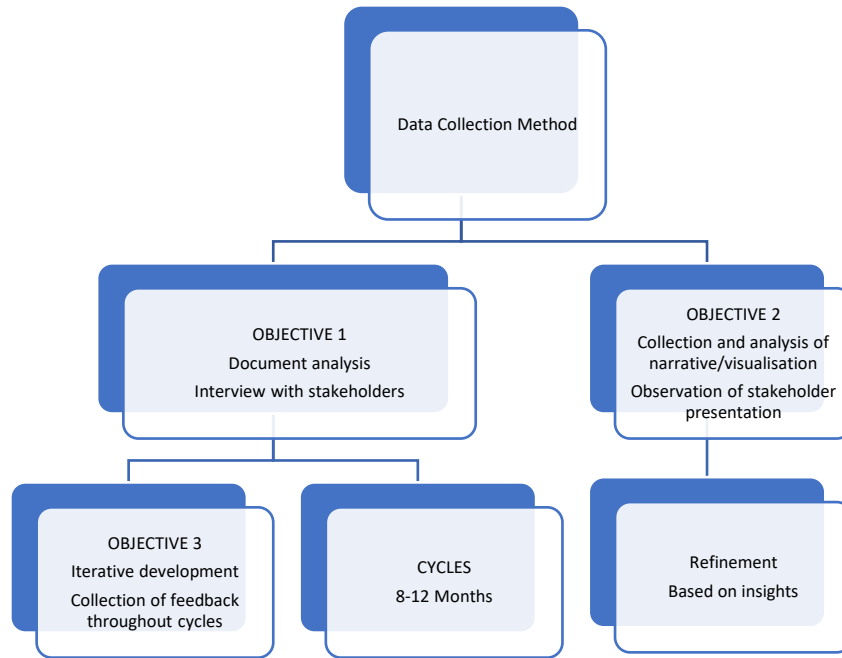 Data Collection Method
OBJECTIVE 1
Document analysis
Interview with stakeholders
OBJECTIVE 2
Collection and analysis of
narrative/visualisation
Observation of stakeholder
presentation
OBJECTIVE 3
Iterative development
Collection of feedback
throughout cycles
CYCLES
8-12 Months
Refinement
Based on insights